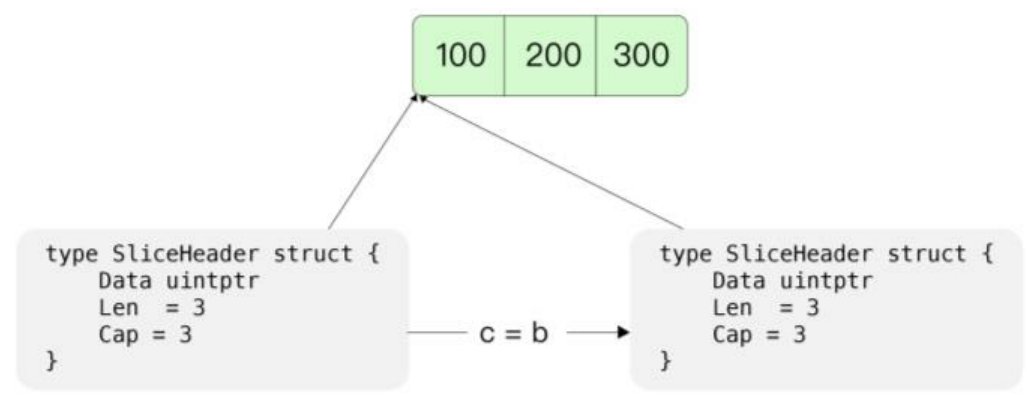 100 200 300
type SliceHeader struct {
    Data uintptr
    Len  = 3
    Cap = 3
}
c = b
type SliceHeader struct {
    Data uintptr
    Len  = 3
    Cap = 3
}